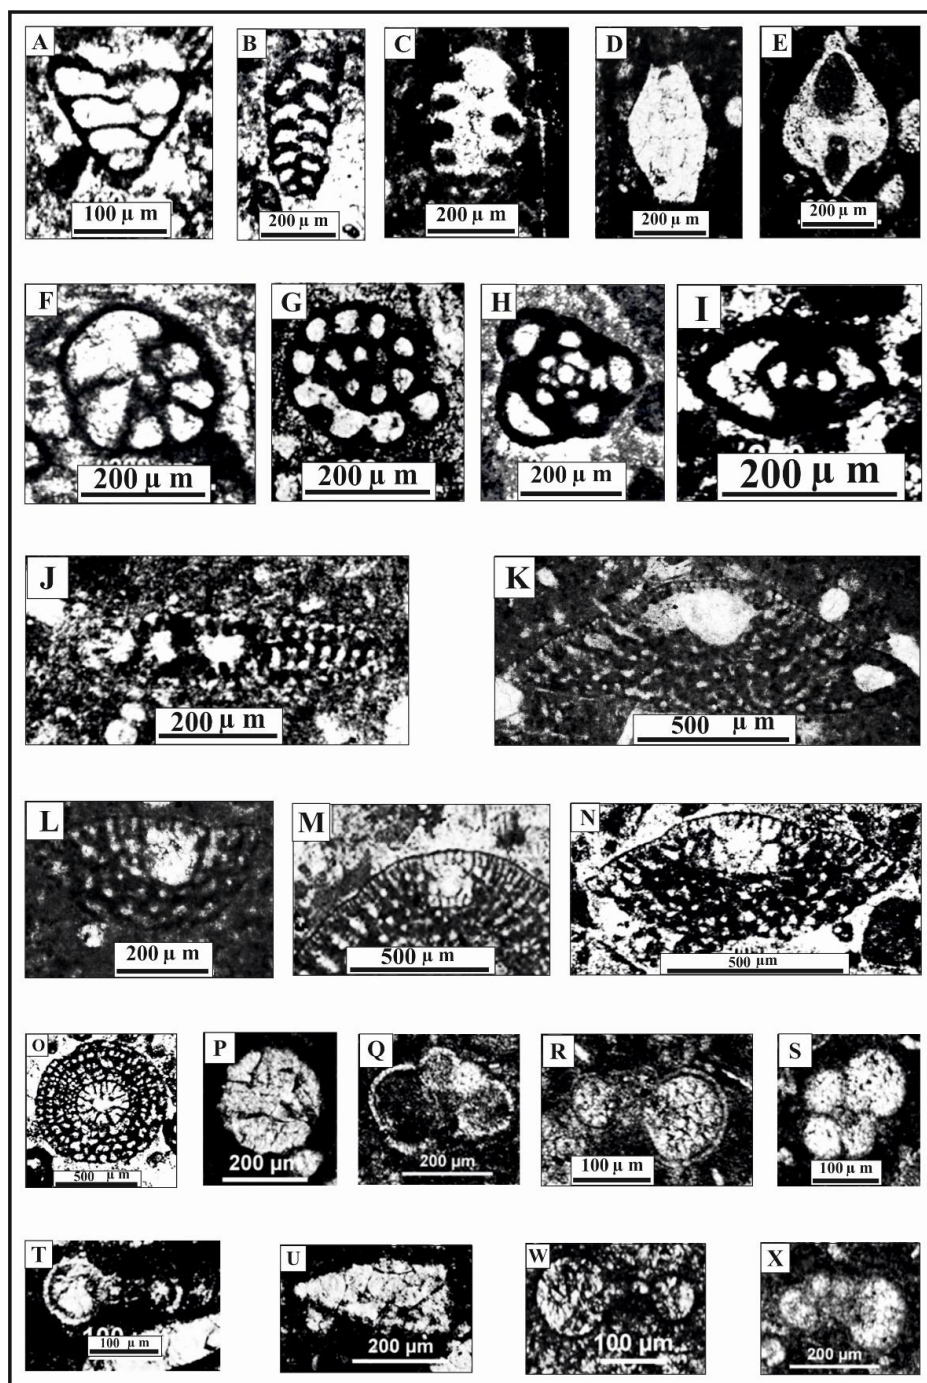 A B C D E
100 µ m 200 µ m 200 µ m 200 µ m 200 µ m
F G H I
200 µ m 200 µ m 200 µ m 200 µ m
J K
200 µ m 500 µ m
L M N
200 µ m 500 µ m 500 µm
O P Q R S
500 µ m 200 µm 200 µm 100 µ m 100 µ m
T U W X
100 µ m 200 µm 100 µm 200 µm